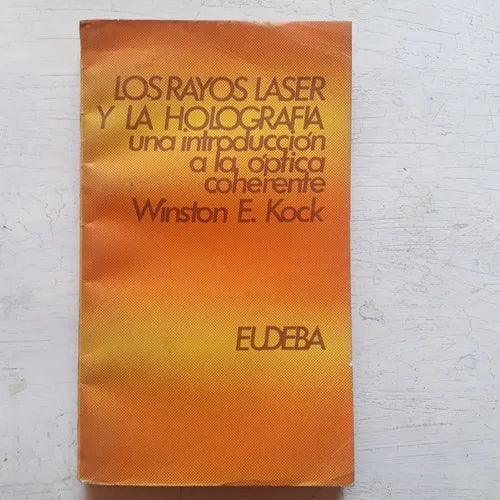 LOS RAYOS LASER
Y LA HOLOGRAFIA
una introducción
a la óptica
coherente
Winston E. Kock
EUDEBA